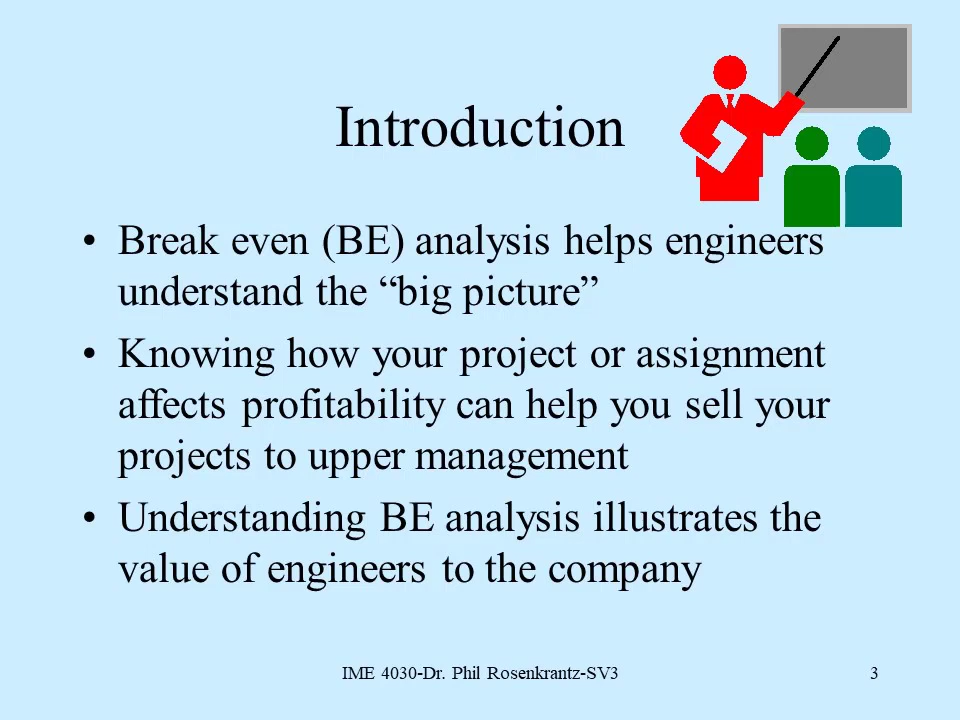 Introduction
• Break even (BE) analysis helps engineers
understand the “big picture”
• Knowing how your project or assignment
affects profitability can help you sell your
projects to upper management
• Understanding BE analysis illustrates the
value of engineers to the company
IME 4030-Dr. Phil Rosenkrantz-SV3
3